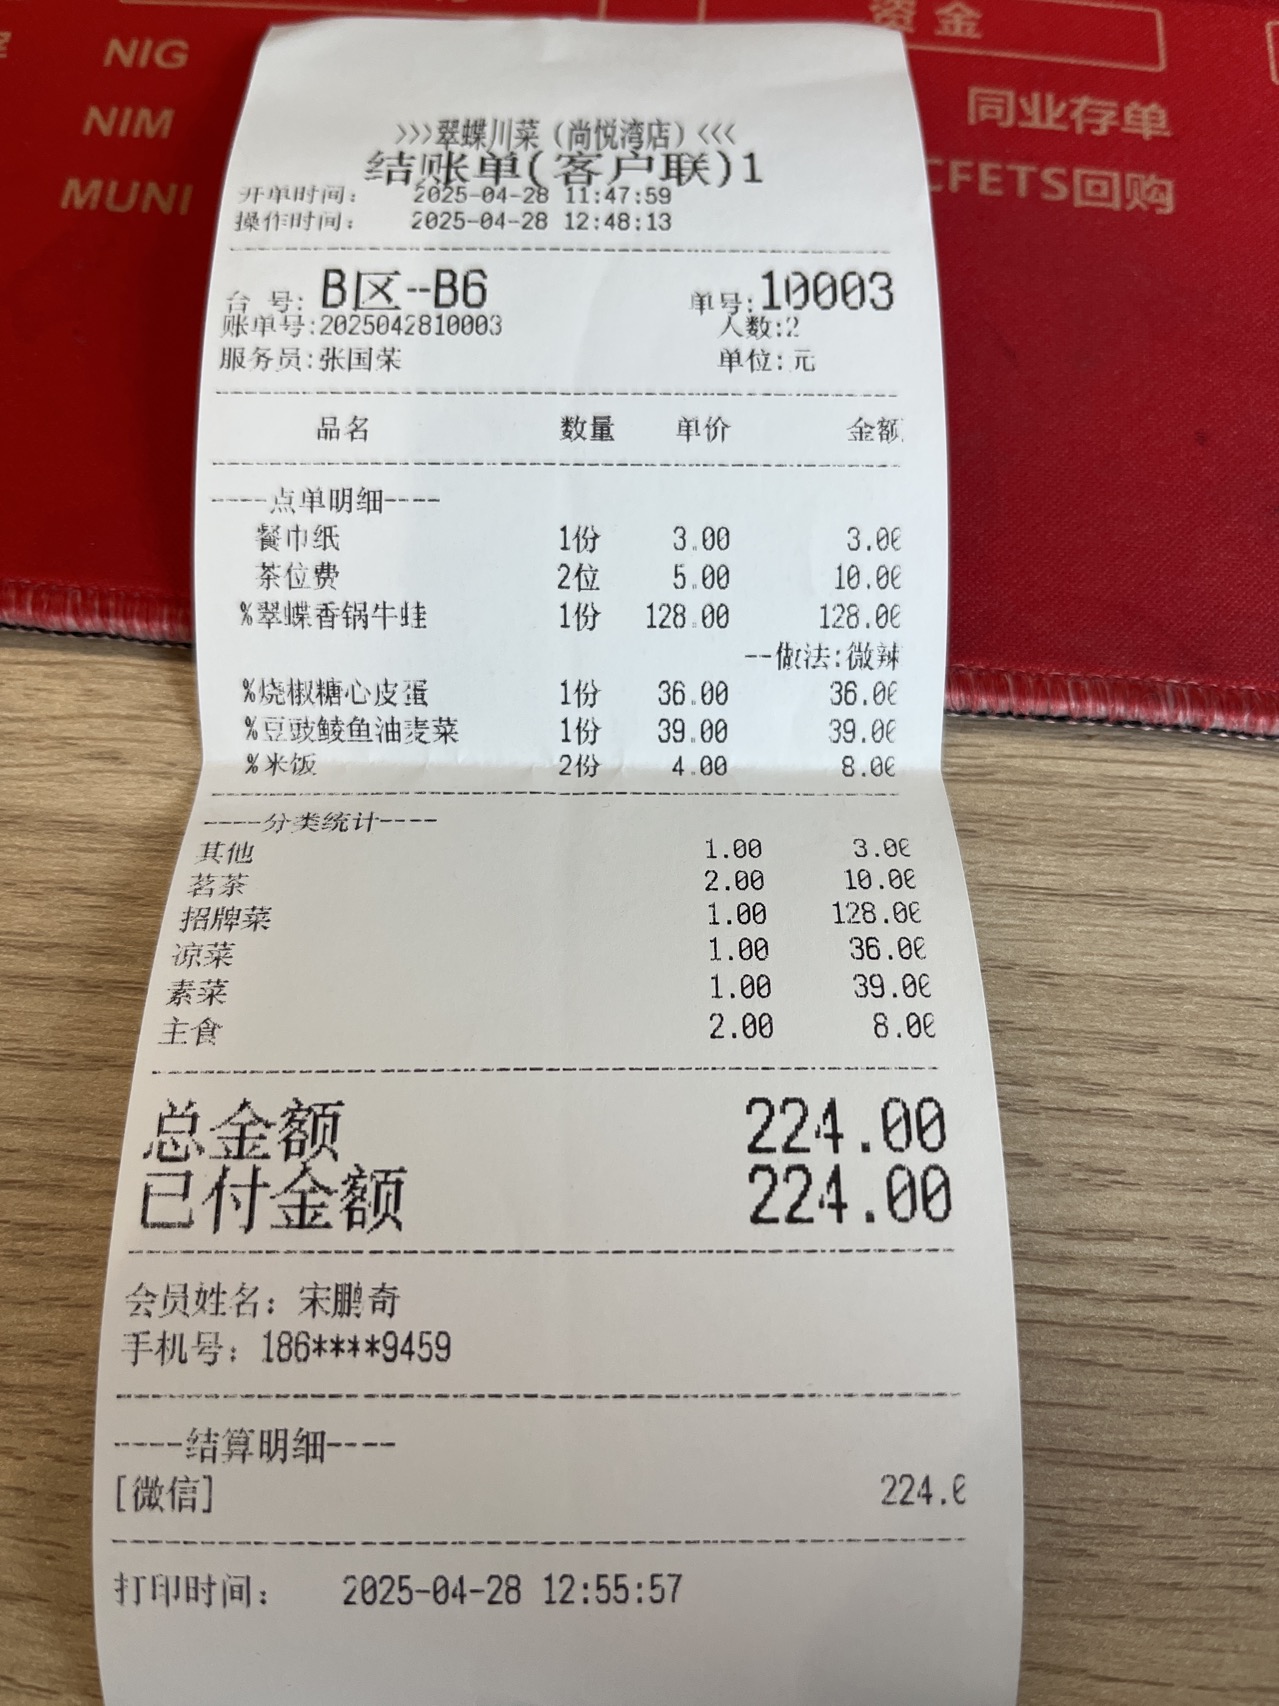 NIG
NIM
MUNI
资金
同业存单
CFETS回购
>>>翠蝶川菜(尚悦湾店)<<<
结账单(客户联)1
开单时间: 2025-04-28 11:47:59
操作时间: 2025-04-28 12:48:13
台 号: B区--B6 单号:10003
账单号:2025042810003 人数:2
服务员:张国荣 单位:元
品名 数量 单价 金额
----点单明细----
餐巾纸 1份 3.00 3.00
茶位费 2位 5.00 10.00
%翠蝶香锅牛蛙 1份 128.00 128.00
--做法:微辣
%烧椒糖心皮蛋 1份 36.00 36.00
%豆豉鲮鱼油麦菜 1份 39.00 39.00
%米饭 2份 4.00 8.00
----分类统计----
其他 1.00 3.00
茗茶 2.00 10.00
招牌菜 1.00 128.00
凉菜 1.00 36.00
素菜 1.00 39.00
主食 2.00 8.00
总金额 224.00
已付金额 224.00
会员姓名: 宋鹏奇
手机号: 186****9459
----结算明细----
[微信] 224.0
打印时间: 2025-04-28 12:55:57